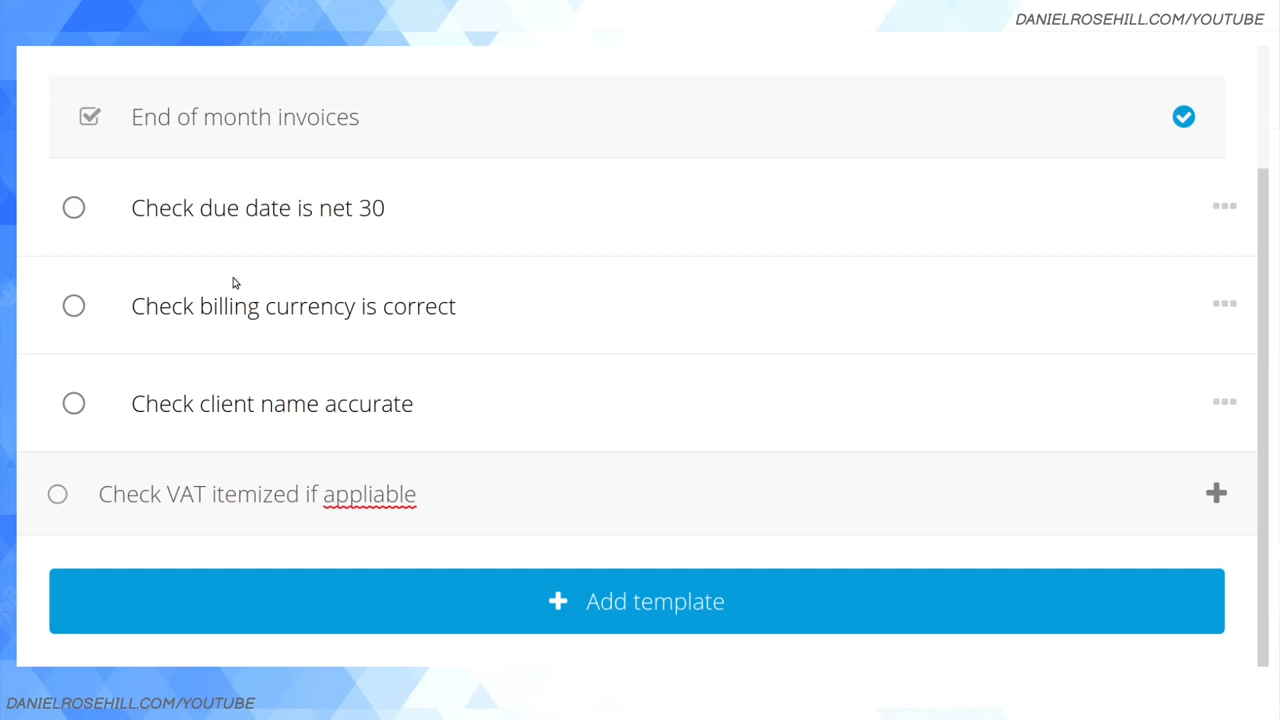 DANIELROSEHILL.COM/YOUTUBE
End of month invoices
Check due date is net 30
Check billing currency is correct
Check client name accurate
Check VAT itemized if appliable
Add template
DANIELROSEHILL.COM/YOUTUBE